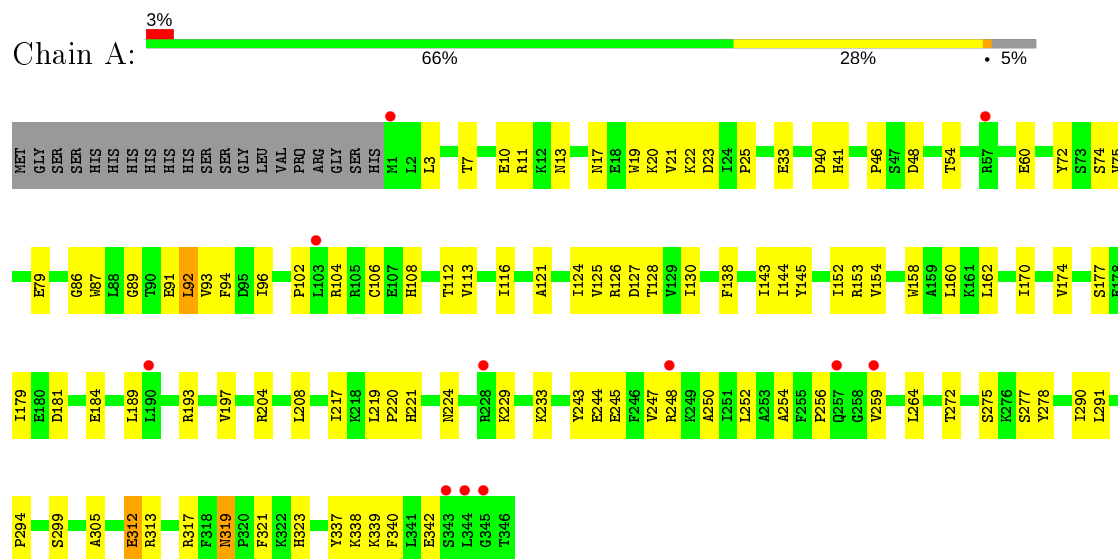 3%
Chain A:
66% 28% • 5%
MET GLY SER SER HIS HIS HIS HIS HIS HIS SER SER GLY LEU VAL PRO ARG GLY SER HIS M1 L2 L3 T7 E10 R11 K12 N13 N17 E18 W19 K20 V21 K22 D23 I24 P25 E33 D40 H41 P46 S47 D48 T54 R57 E60 Y72 S73 S74 V75
E79 G86 W87 L88 G89 T90 E91 L92 V93 F94 D95 I96 P102 L103 R104 R105 C106 E107 H108 T112 V113 I116 A121 I124 V125 R126 D127 T128 V129 I130 F138 I143 I144 Y145 I152 R153 V154 W158 A159 L160 K161 L162 I170 V174 S177 E178
I179 E180 D181 E184 L189 L190 R193 V197 R204 L208 I217 K218 L219 P220 H221 N224 R228 K229 K233 Y243 E244 E245 F246 V247 R248 K249 A250 I251 L252 A253 A254 F255 P256 Q257 G258 V259 L264 T272 S275 K276 S277 Y278 I290 L291
P294 S299 A305 E312 R313 R317 F318 N319 P320 F321 K322 H323 Y337 K338 K339 F340 L341 E342 S343 L344 G345 T346